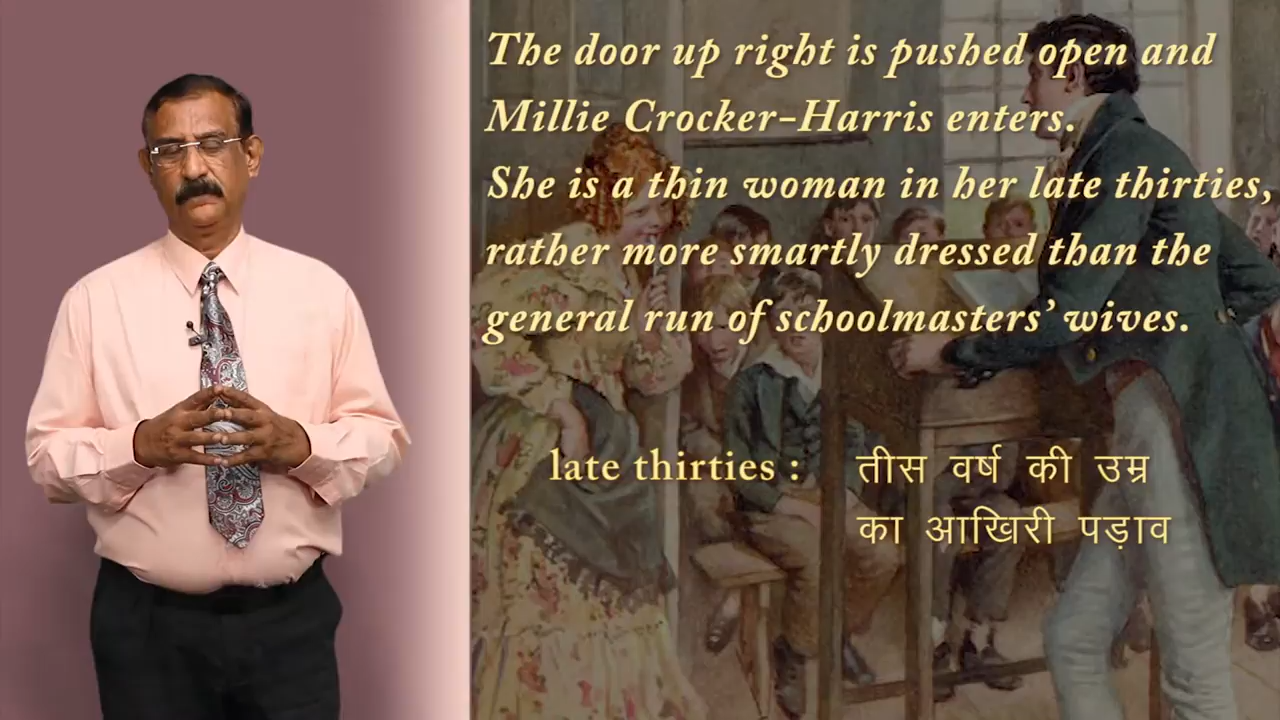 The door up right is pushed open and
Millie Crocker-Harris enters.
She is a thin woman in her late thirties,
rather more smartly dressed than the
general run of schoolmasters’ wives.
late thirties : तीस वर्ष की उम्र
का आखिरी पड़ाव